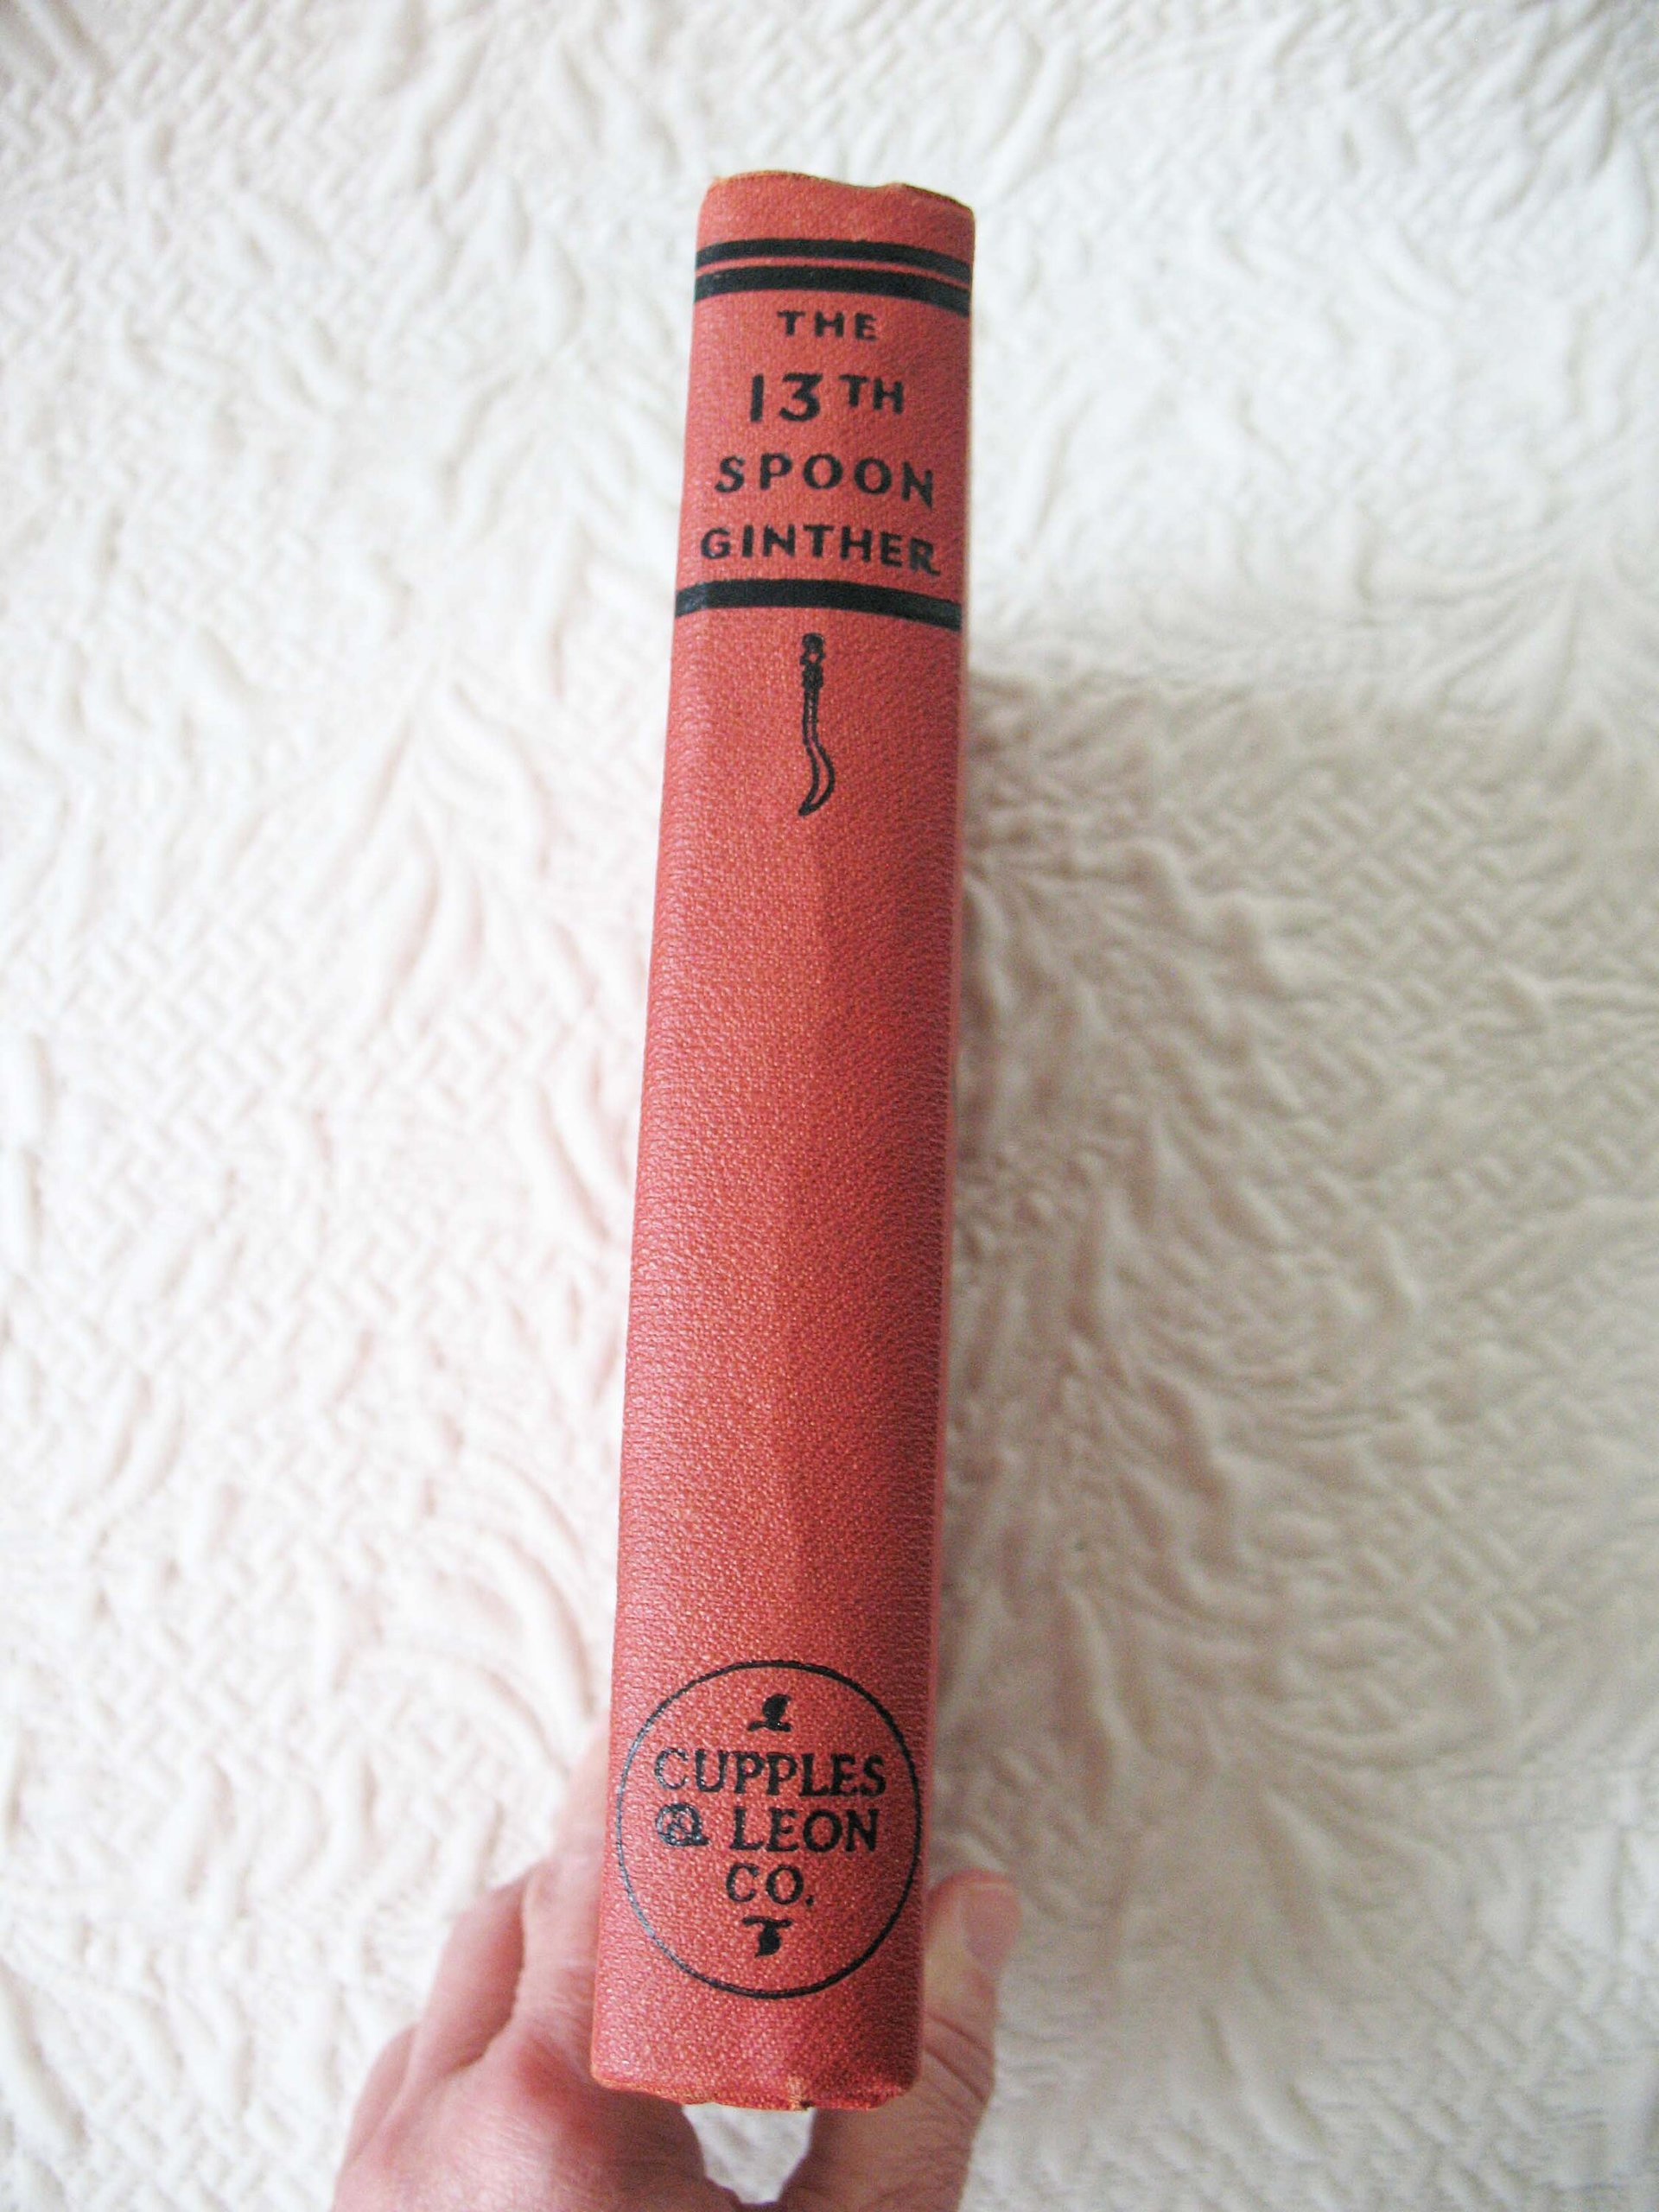 THE
13TH
SPOON
GINTHER
CUPPLES
& LEON
CO.